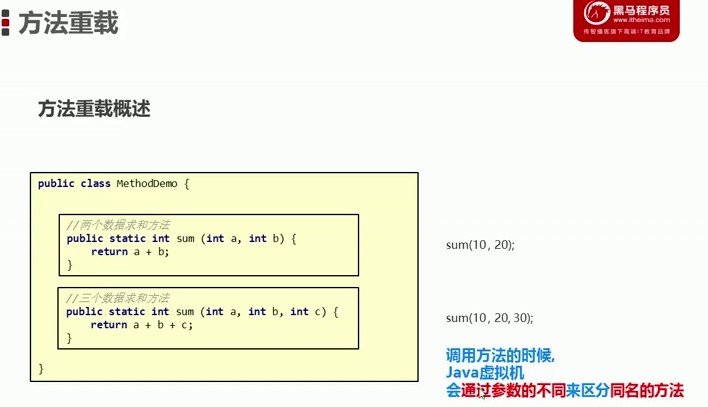 方法重载
黑马程序员
www.itheima.com
传智播客旗下高端IT教育品牌
方法重载概述
public class MethodDemo {
//两个数据求和方法
public static int sum (int a, int b) {
return a + b;
}
sum(10, 20);
//三个数据求和方法
public static int sum (int a, int b, int c) {
return a + b + c;
}
sum(10, 20, 30);
}
调用方法的时候,
Java虚拟机
会通过参数的不同来区分同名的方法